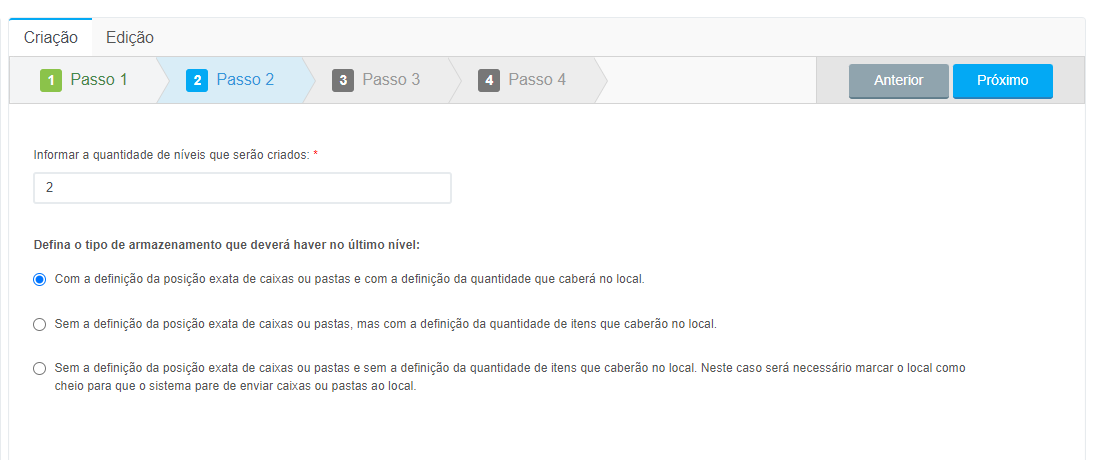 Criação Edição
1 Passo 1 2 Passo 2 3 Passo 3 4 Passo 4 Anterior Próximo
Informar a quantidade de níveis que serão criados: *
2
Defina o tipo de armazenamento que deverá haver no último nível:
Com a definição da posição exata de caixas ou pastas e com a definição da quantidade que caberá no local.
Sem a definição da posição exata de caixas ou pastas, mas com a definição da quantidade de itens que caberão no local.
Sem a definição da posição exata de caixas ou pastas e sem a definição da quantidade de itens que caberão no local. Neste caso será necessário marcar o local como
cheio para que o sistema pare de enviar caixas ou pastas ao local.